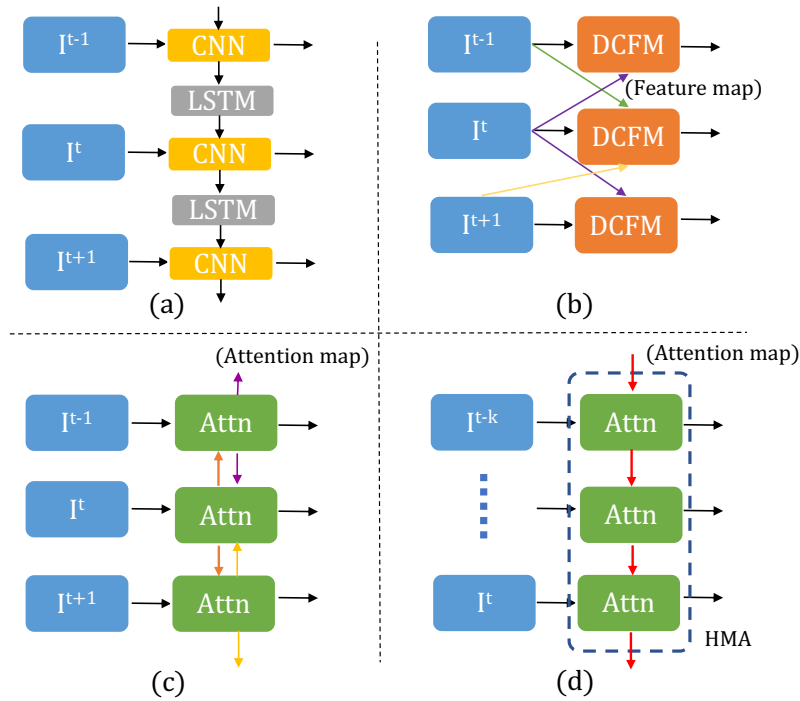 I^{t-1} CNN
LSTM
I^{t} CNN
LSTM
I^{t+1} CNN
(a)
I^{t-1} DCFM
(Feature map)
I^{t} DCFM
I^{t+1} DCFM
(b)
(Attention map)
I^{t-1} Attn
I^{t} Attn
I^{t+1} Attn
(c)
(Attention map)
I^{t-k} Attn
Attn
I^{t} Attn
HMA
(d)